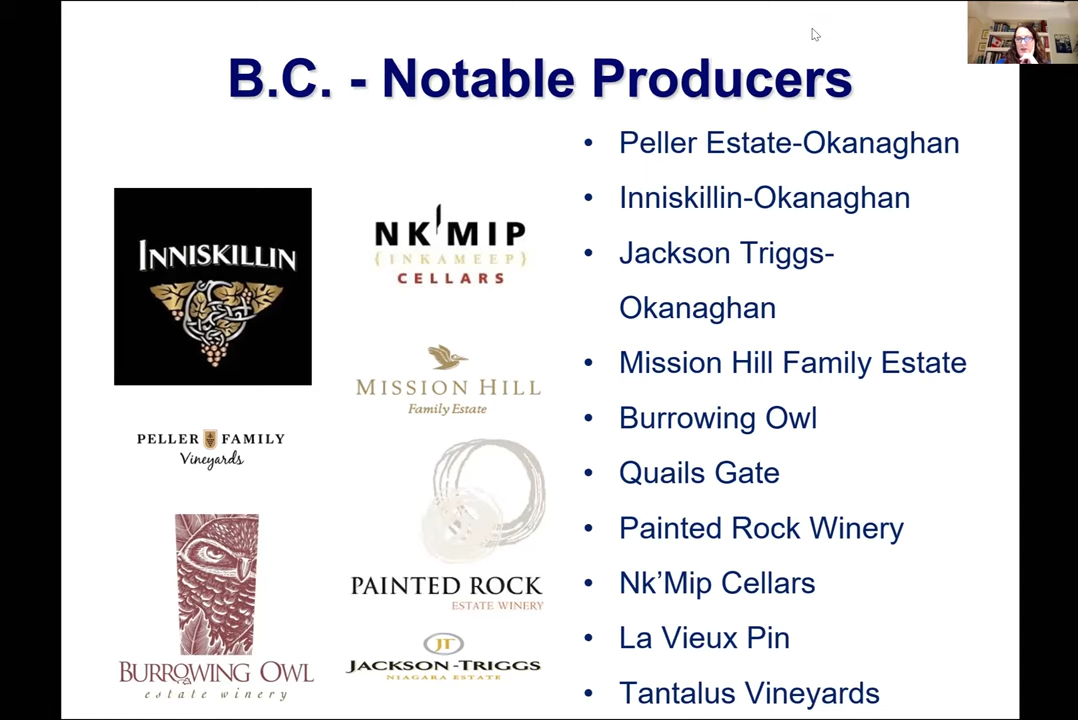 B.C. - Notable Producers
INNISKILLIN
PELLER FAMILY
Vineyards
BURROWING OWL
estate winery
NK'MIP
{INKAMEEP}
CELLARS
MISSION HILL
Family Estate
PAINTED ROCK
ESTATE WINERY
JT
JACKSON-TRIGGS
NIAGARA ESTATE
• Peller Estate-Okanaghan
• Inniskillin-Okanaghan
• Jackson Triggs-
Okanaghan
• Mission Hill Family Estate
• Burrowing Owl
• Quails Gate
• Painted Rock Winery
• Nk’Mip Cellars
• La Vieux Pin
• Tantalus Vineyards